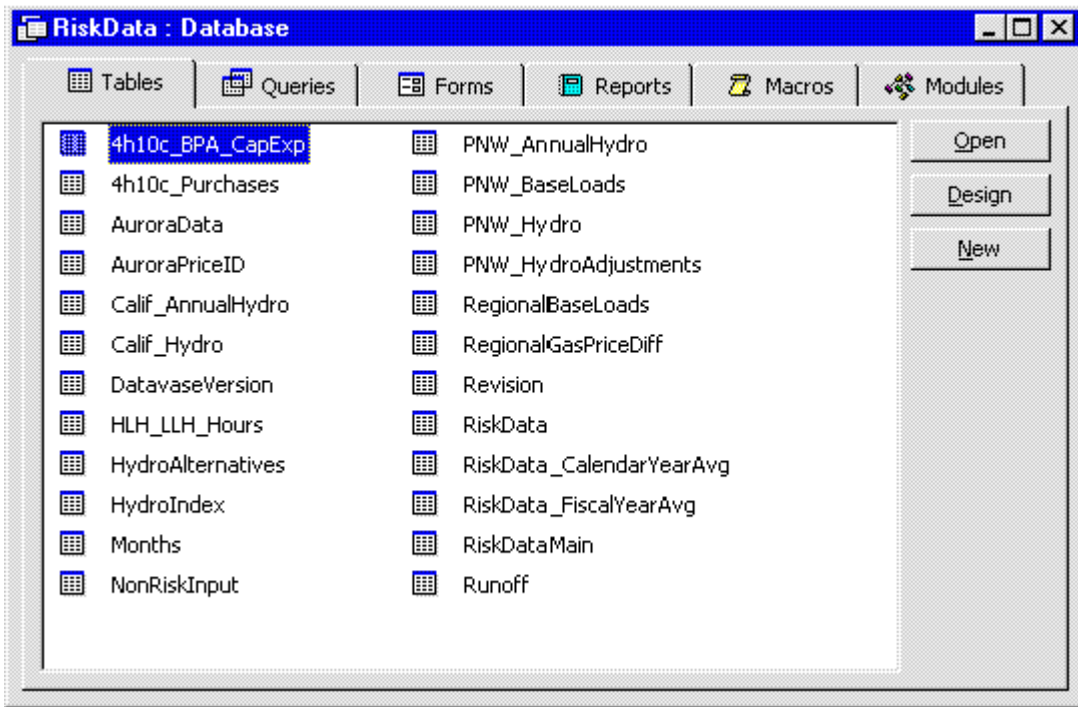 RiskData : Database
Tables Queries Forms Reports Macros Modules
4h10c_BPA_CapExp
4h10c_Purchases
AuroraData
AuroraPriceID
Calif_AnnualHydro
Calif_Hydro
DatavaseVersion
HLH_LLH_Hours
HydroAlternatives
HydroIndex
Months
NonRiskInput
PNW_AnnualHydro
PNW_BaseLoads
PNW_Hydro
PNW_HydroAdjustments
RegionalBaseLoads
RegionalGasPriceDiff
Revision
RiskData
RiskData_CalendarYearAvg
RiskData_FiscalYearAvg
RiskDataMain
Runoff
Open
Design
New